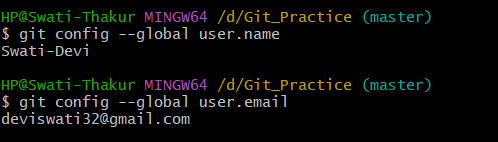 HP@Swati-Thakur MINGW64 /d/Git_Practice (master)
$ git config --global user.name
Swati-Devi
HP@Swati-Thakur MINGW64 /d/Git_Practice (master)
$ git config --global user.email
deviswati32@gmail.com